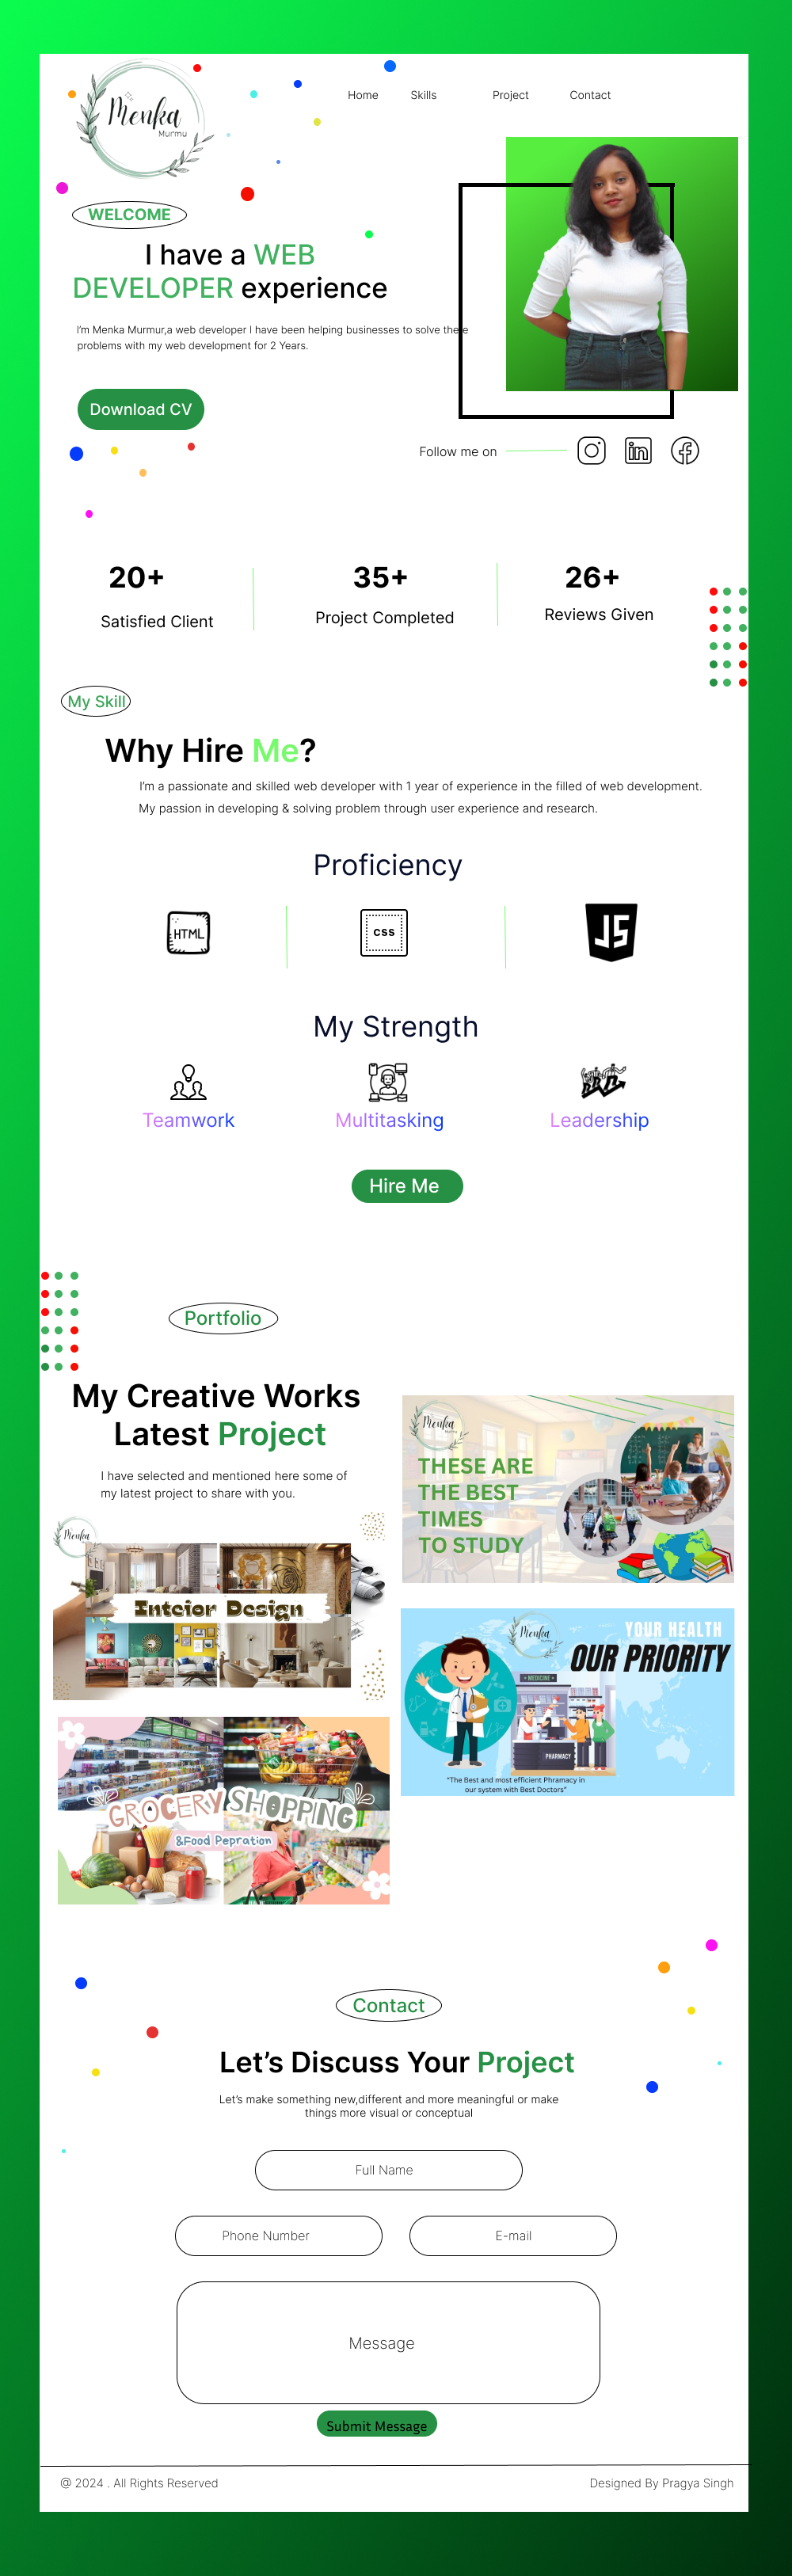 Menka
Murmu
Home Skills Project Contact
WELCOME
I have a WEB
DEVELOPER experience
I'm Menka Murmur,a web developer I have been helping businesses to solve there
problems with my web development for 2 Years.
Download CV
Follow me on
in
20+ 35+ 26+
Satisfied Client Project Completed Reviews Given
My Skill
Why Hire Me?
I'm a passionate and skilled web developer with 1 year of experience in the filled of web development.
My passion in developing & solving problem through user experience and research.
Proficiency
HTML CSS JS
My Strength
Teamwork Multitasking Leadership
Hire Me
Portfolio
My Creative Works
Latest Project
I have selected and mentioned here some of
my latest project to share with you.
Menka
Inteior Design
GROCERY SHOPPING
&Food Pepration
Menka
THESE ARE
THE BEST
TIMES
TO STUDY
Menka
YOUR HEALTH
OUR PRIORITY
MEDICINE
PHARMACY
"The Best and most efficient Phramacy in
our system with Best Doctors"
Contact
Let's Discuss Your Project
Let's make something new,different and more meaningful or make
things more visual or conceptual
Full Name
Phone Number E-mail
Message
Submit Message
@ 2024 . All Rights Reserved Designed By Pragya Singh